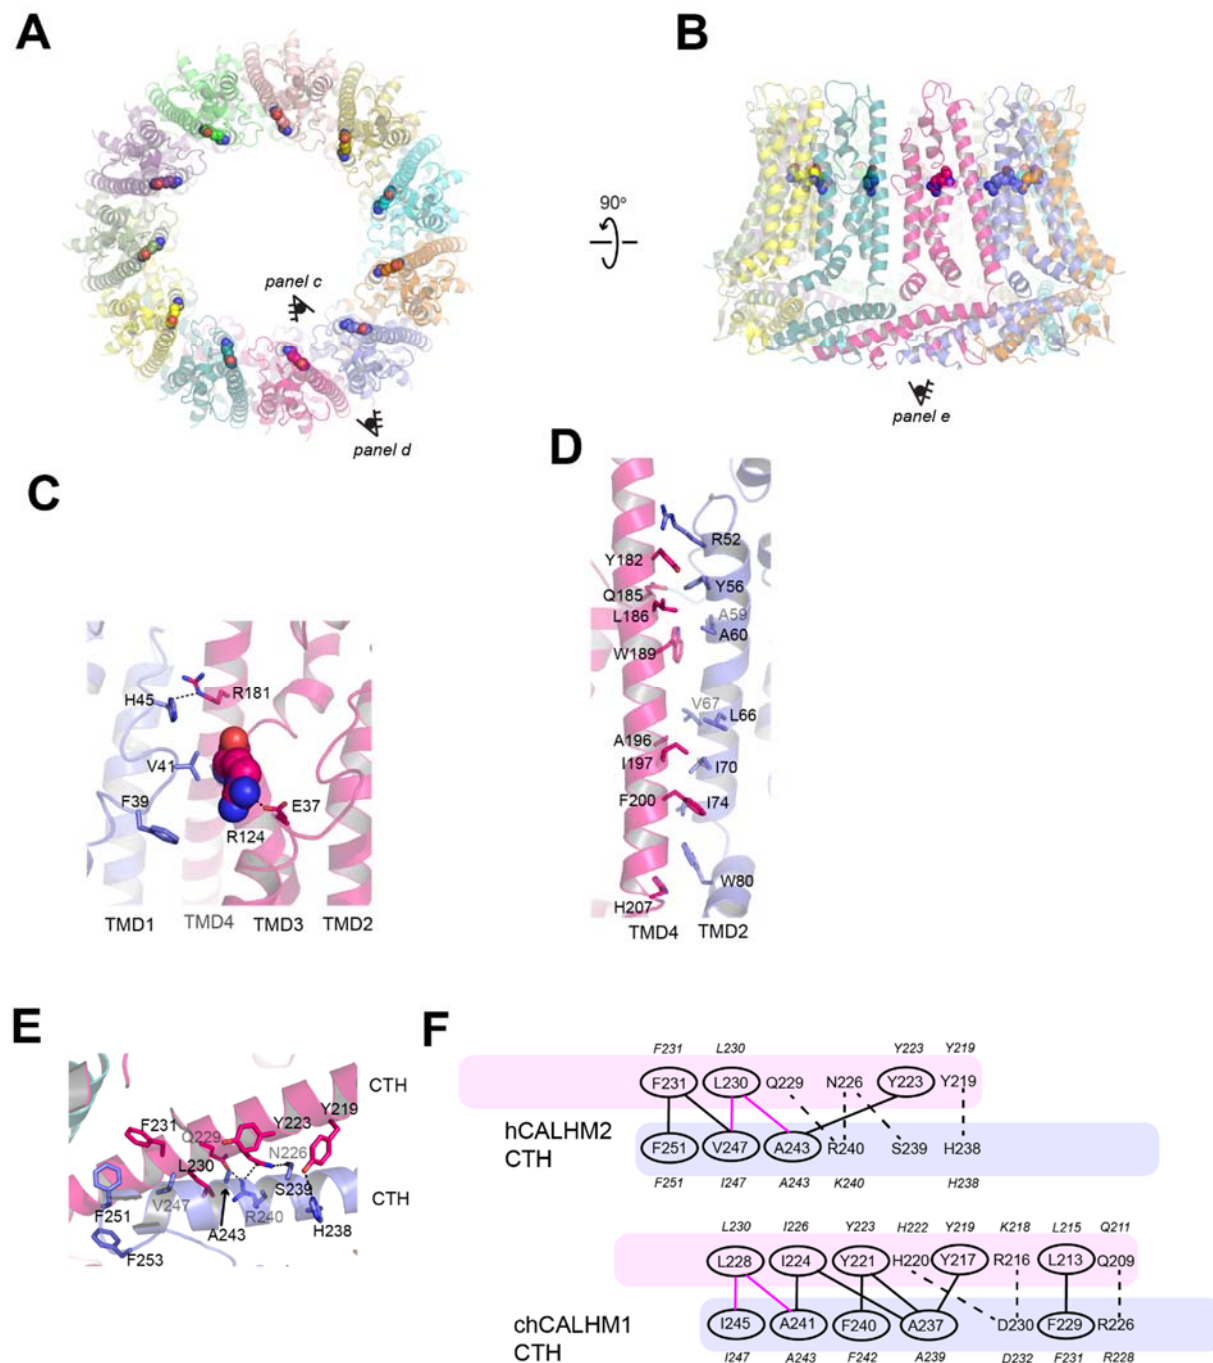 A
B
90°
panel c
panel d
panel e
C
H45
R181
V41
F39
E37
R124
TMD1
TMD4
TMD3
TMD2
D
R52
Y182
Y56
Q185
A59
L186
A60
W189
V67
L66
A196
I197
I70
F200
I74
W80
H207
TMD4
TMD2
E
CTH
Y219
F231
Y223
Q229
N226
L230
S239
CTH
V247
R240
F251
A243
H238
F253
F
F231 L230 Y223 Y219
F231 L230 Q229 N226 Y223 Y219
hCALHM2
CTH
F251 V247 A243 R240 S239 H238
F251 I247 A243 K240 H238
L230 I226 Y223 H222 Y219 K218 L215 Q211
L228 I224 Y221 H220 Y217 R216 L213 Q209
chCALHM1
CTH
I245 A241 F240 A237 D230 F229 R226
I247 A243 F242 A239 D232 F231 R228